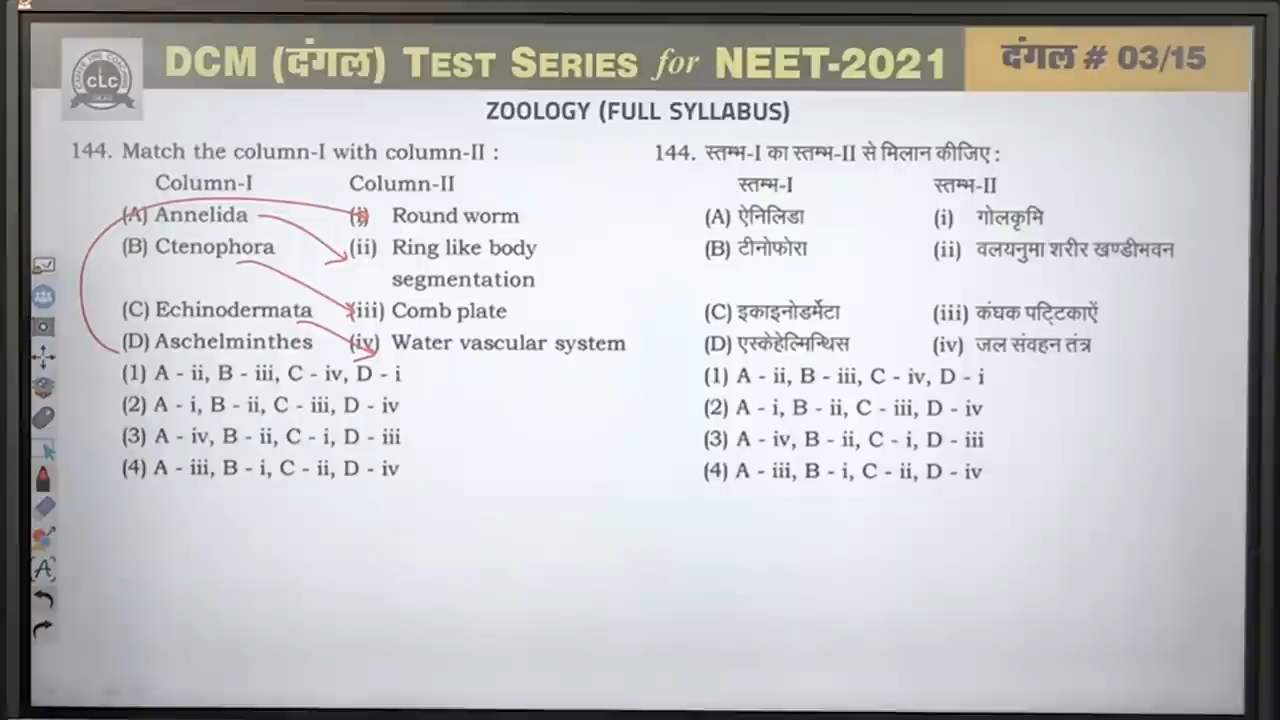 CLC
DCM (दंगल) TEST SERIES for NEET-2021
दंगल # 03/15
ZOOLOGY (FULL SYLLABUS)
144. Match the column-I with column-II :
Column-I Column-II
(A) Annelida (i) Round worm
(B) Ctenophora (ii) Ring like body
segmentation
(C) Echinodermata (iii) Comb plate
(D) Aschelminthes (iv) Water vascular system
(1) A - ii, B - iii, C - iv, D - i
(2) A - i, B - ii, C - iii, D - iv
(3) A - iv, B - ii, C - i, D - iii
(4) A - iii, B - i, C - ii, D - iv
144. स्तम्भ-I का स्तम्भ-II से मिलान कीजिए :
स्तम्भ-I स्तम्भ-II
(A) ऐनिलिडा (i) गोलकृमि
(B) टीनोफोरा (ii) वलयनुमा शरीर खण्डीभवन
(C) इकाइनोडर्मेटा (iii) कंघक पट्टिकाऐं
(D) एस्केहेल्मिन्थिस (iv) जल संवहन तंत्र
(1) A - ii, B - iii, C - iv, D - i
(2) A - i, B - ii, C - iii, D - iv
(3) A - iv, B - ii, C - i, D - iii
(4) A - iii, B - i, C - ii, D - iv